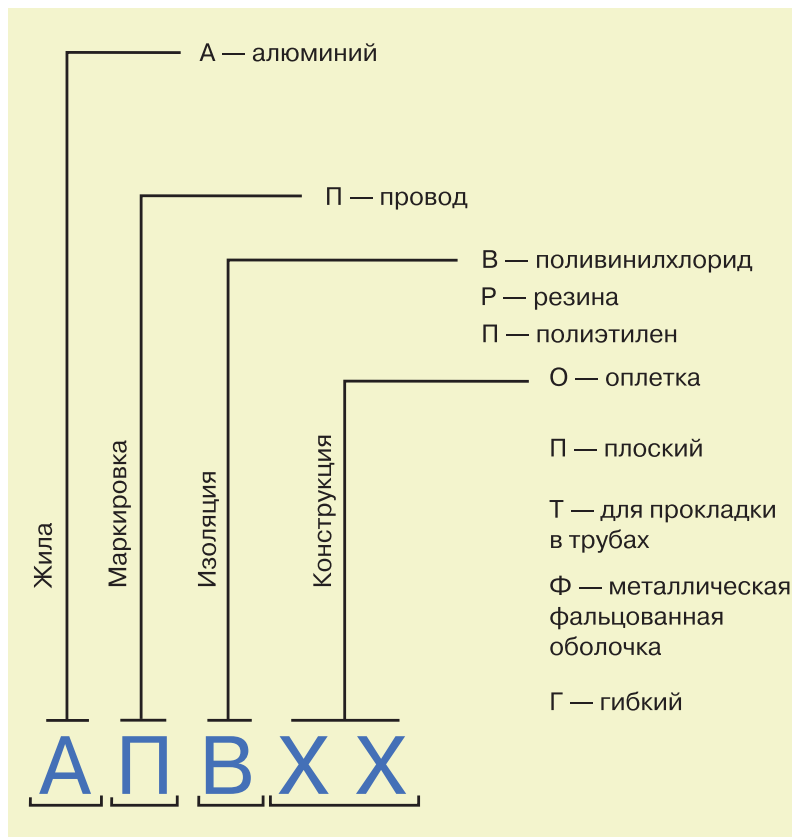 А — алюминий
П — провод
В — поливинилхлорид
Р — резина
П — полиэтилен
О — оплетка
П — плоский
Т — для прокладки
в трубах
Ф — металлическая
фальцованная
оболочка
Г — гибкий
Жила
Маркировка
Изоляция
Конструкция
А П В Х Х